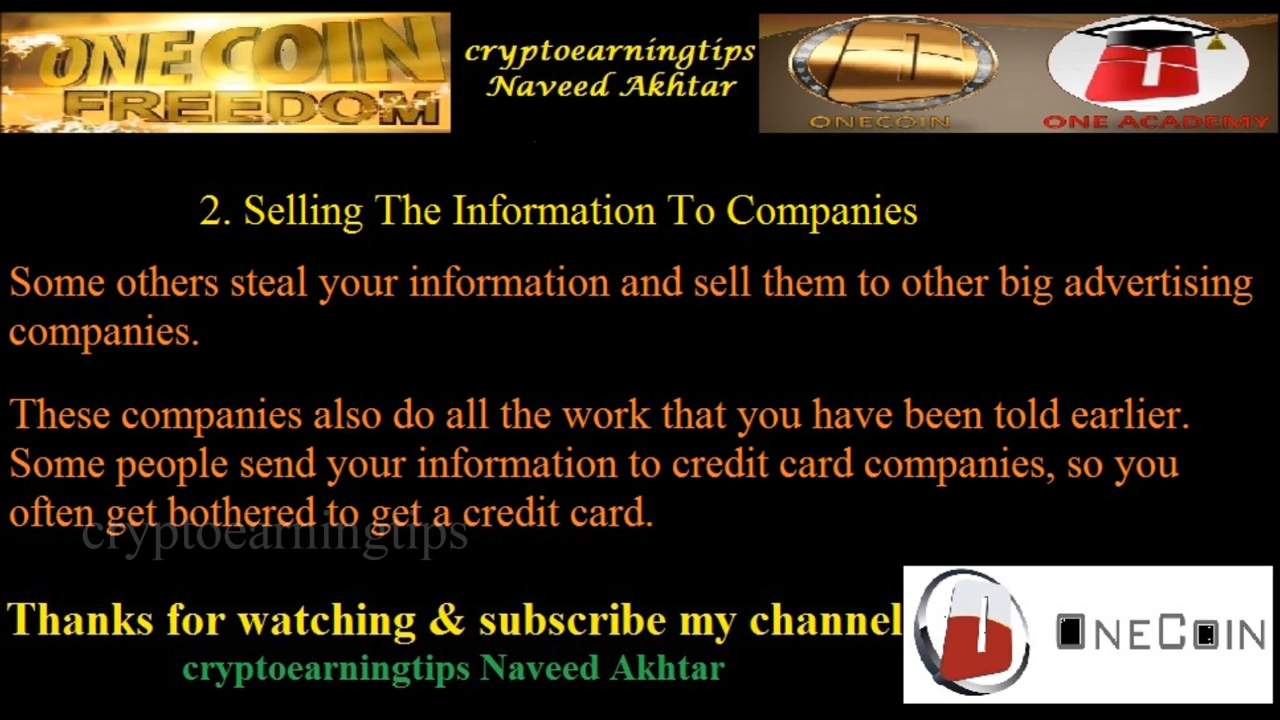 ONE COIN
FREEDOM
cryptoearningtips
Naveed Akhtar
ONECOIN
ONE ACADEMY
2. Selling The Information To Companies
Some others steal your information and sell them to other big advertising
companies.
These companies also do all the work that you have been told earlier.
Some people send your information to credit card companies, so you
often get bothered to get a credit card.
cryptoearningtips
Thanks for watching & subscribe my channel
cryptoearningtips Naveed Akhtar
ONECOIN